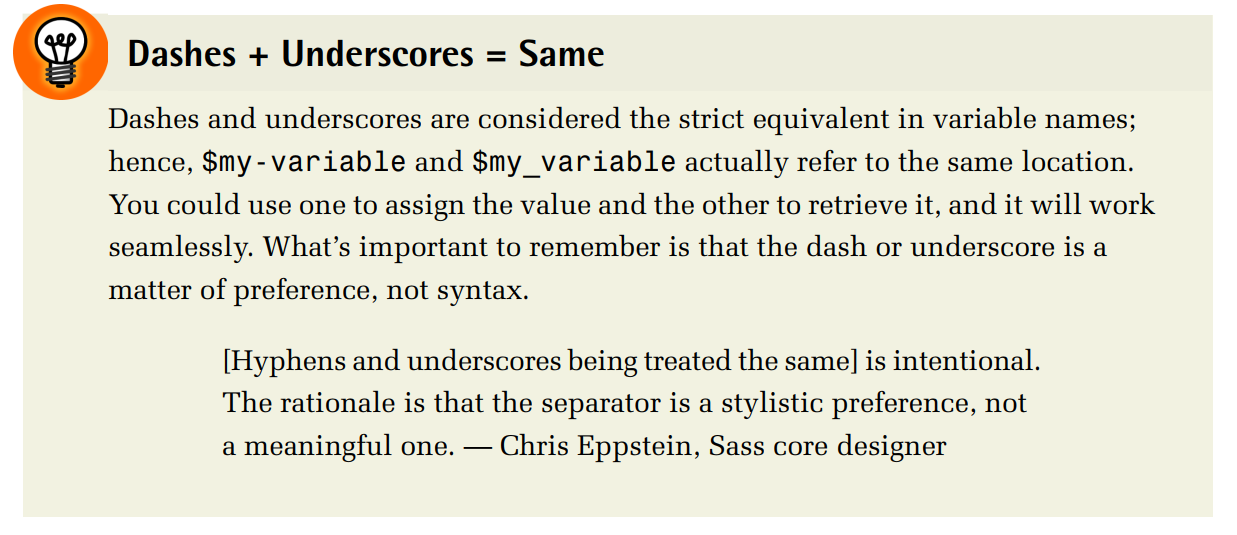 Dashes + Underscores = Same
Dashes and underscores are considered the strict equivalent in variable names;
hence, $my-variable and $my_variable actually refer to the same location.
You could use one to assign the value and the other to retrieve it, and it will work
seamlessly. What’s important to remember is that the dash or underscore is a
matter of preference, not syntax.
[Hyphens and underscores being treated the same] is intentional.
The rationale is that the separator is a stylistic preference, not
a meaningful one. — Chris Eppstein, Sass core designer